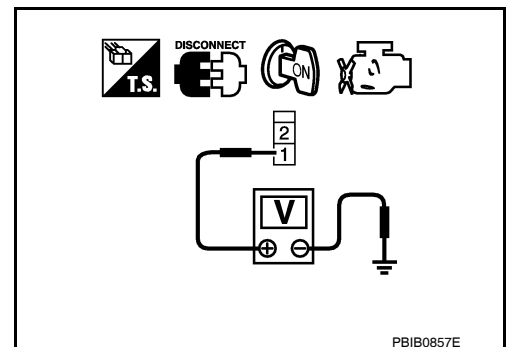 DISCONNECT
T.S.
ON
2
1
V
+ −
PBIB0857E